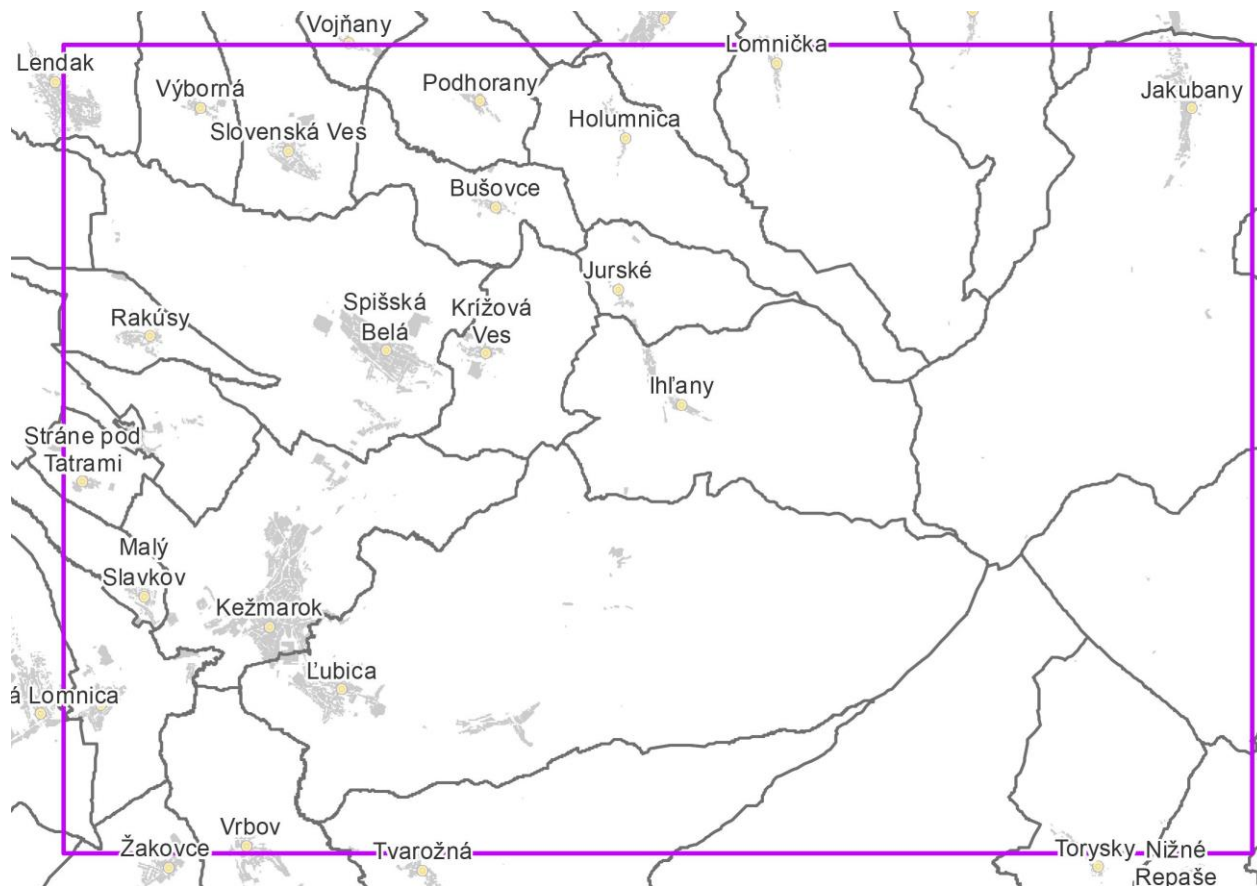 Vojňany
Lomnička
Lendak
Výborná
Podhorany
Jakubany
Slovenská Ves
Holumnica
Bušovce
Jurské
Rakúsy
Spišská
Belá
Krížová
Ves
Ihľany
Stráne pod
Tatrami
Malý
Slavkov
Kežmarok
Ľubica
á Lomnica
Vrbov
Žakovce
Tvarožná
Torysky
Nižné
Repaše